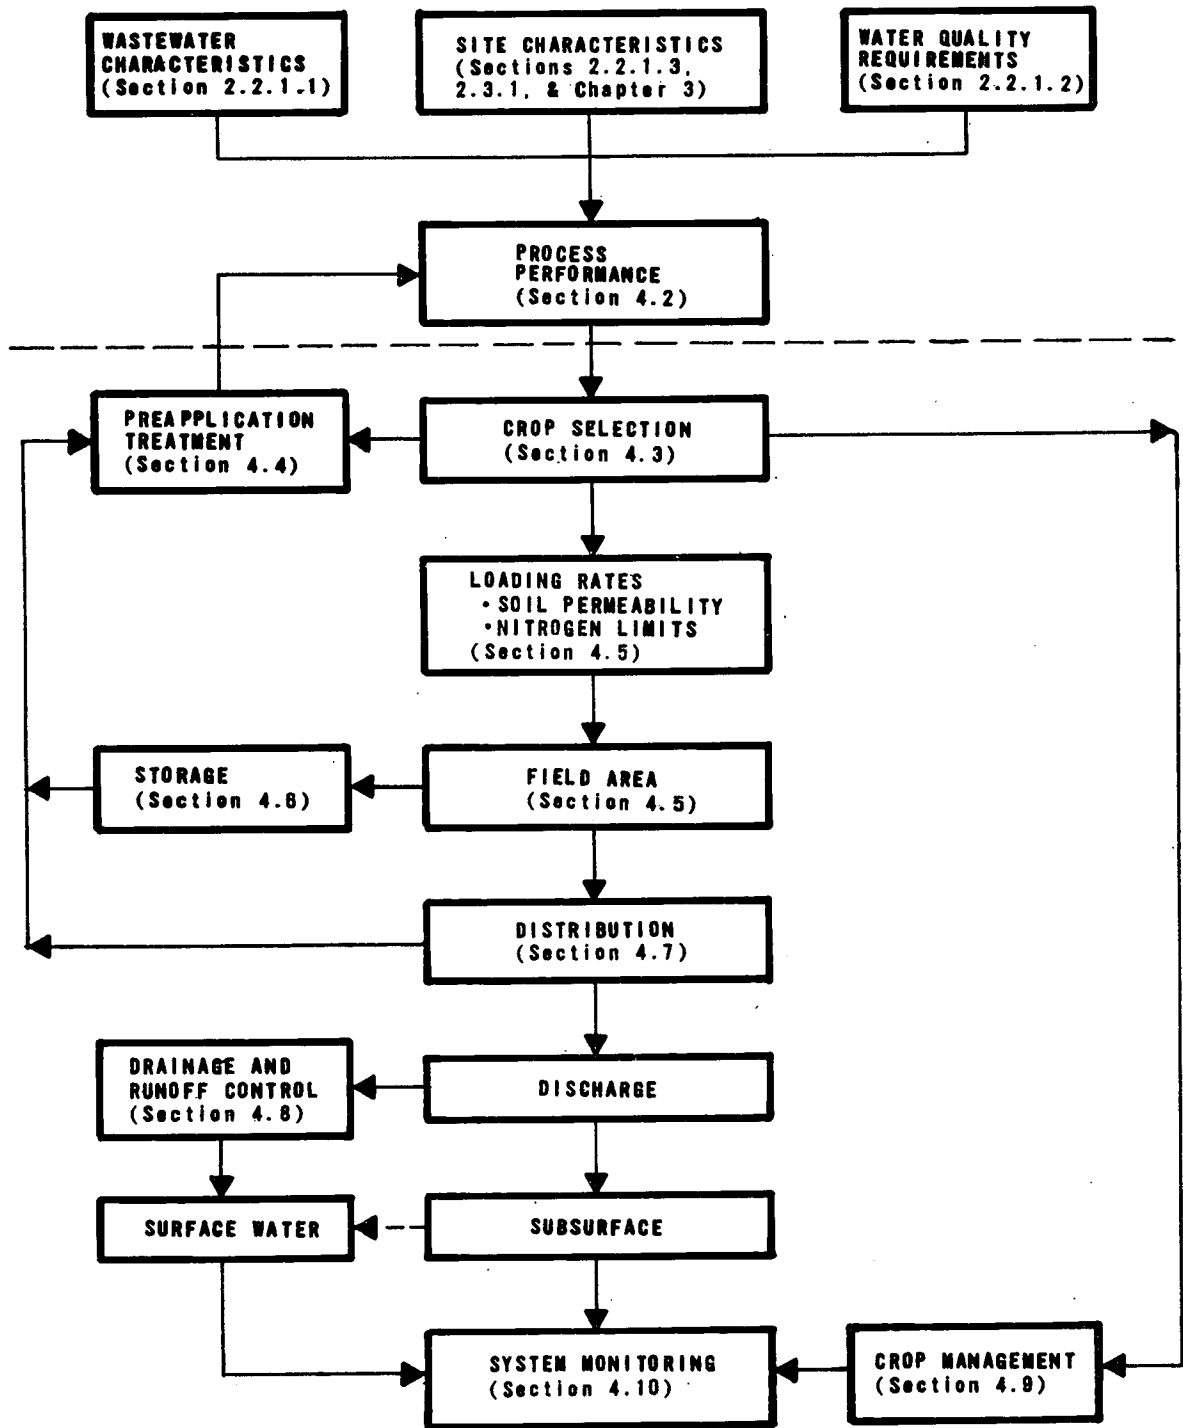 WASTEWATER
CHARACTERISTICS
(Section 2.2.1.1)
SITE CHARACTERISTICS
(Sections 2.2.1.3,
2.3.1, & Chapter 3)
WATER QUALITY
REQUIREMENTS
(Section 2.2.1.2)
PROCESS
PERFORMANCE
(Section 4.2)
PREAPPLICATION
TREATMENT
(Section 4.4)
CROP SELECTION
(Section 4.3)
LOADING RATES
• SOIL PERMEABILITY
• NITROGEN LIMITS
(Section 4.5)
STORAGE
(Section 4.6)
FIELD AREA
(Section 4.5)
DISTRIBUTION
(Section 4.7)
DRAINAGE AND
RUNOFF CONTROL
(Section 4.8)
DISCHARGE
SURFACE WATER
SUBSURFACE
SYSTEM MONITORING
(Section 4.10)
CROP MANAGEMENT
(Section 4.9)